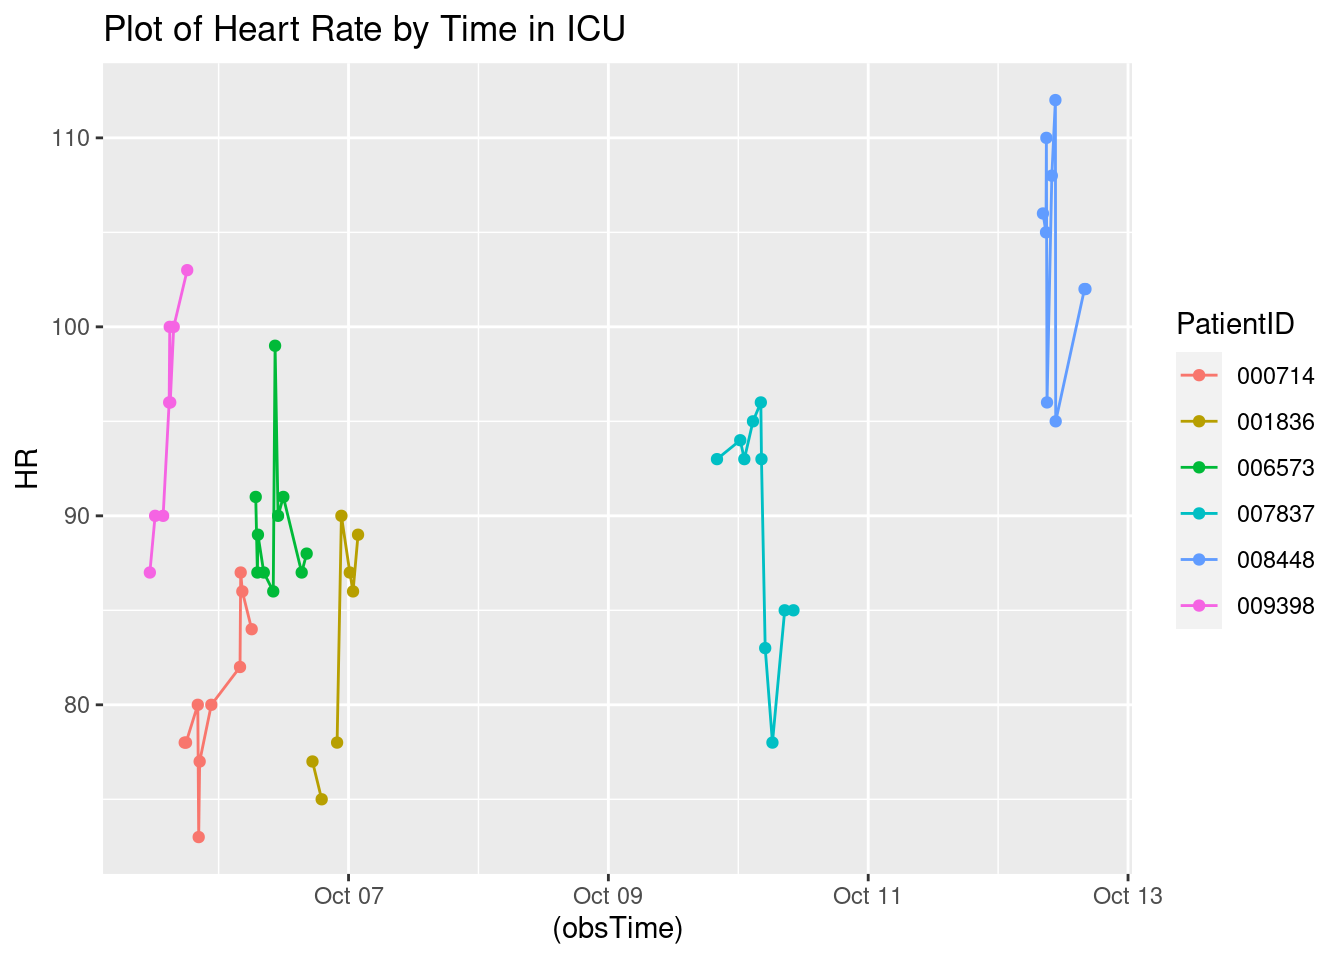 Plot of Heart Rate by Time in ICU
110
100
90
80
HR
Oct 07
Oct 09
Oct 11
Oct 13
(obsTime)
PatientID
000714
001836
006573
007837
008448
009398